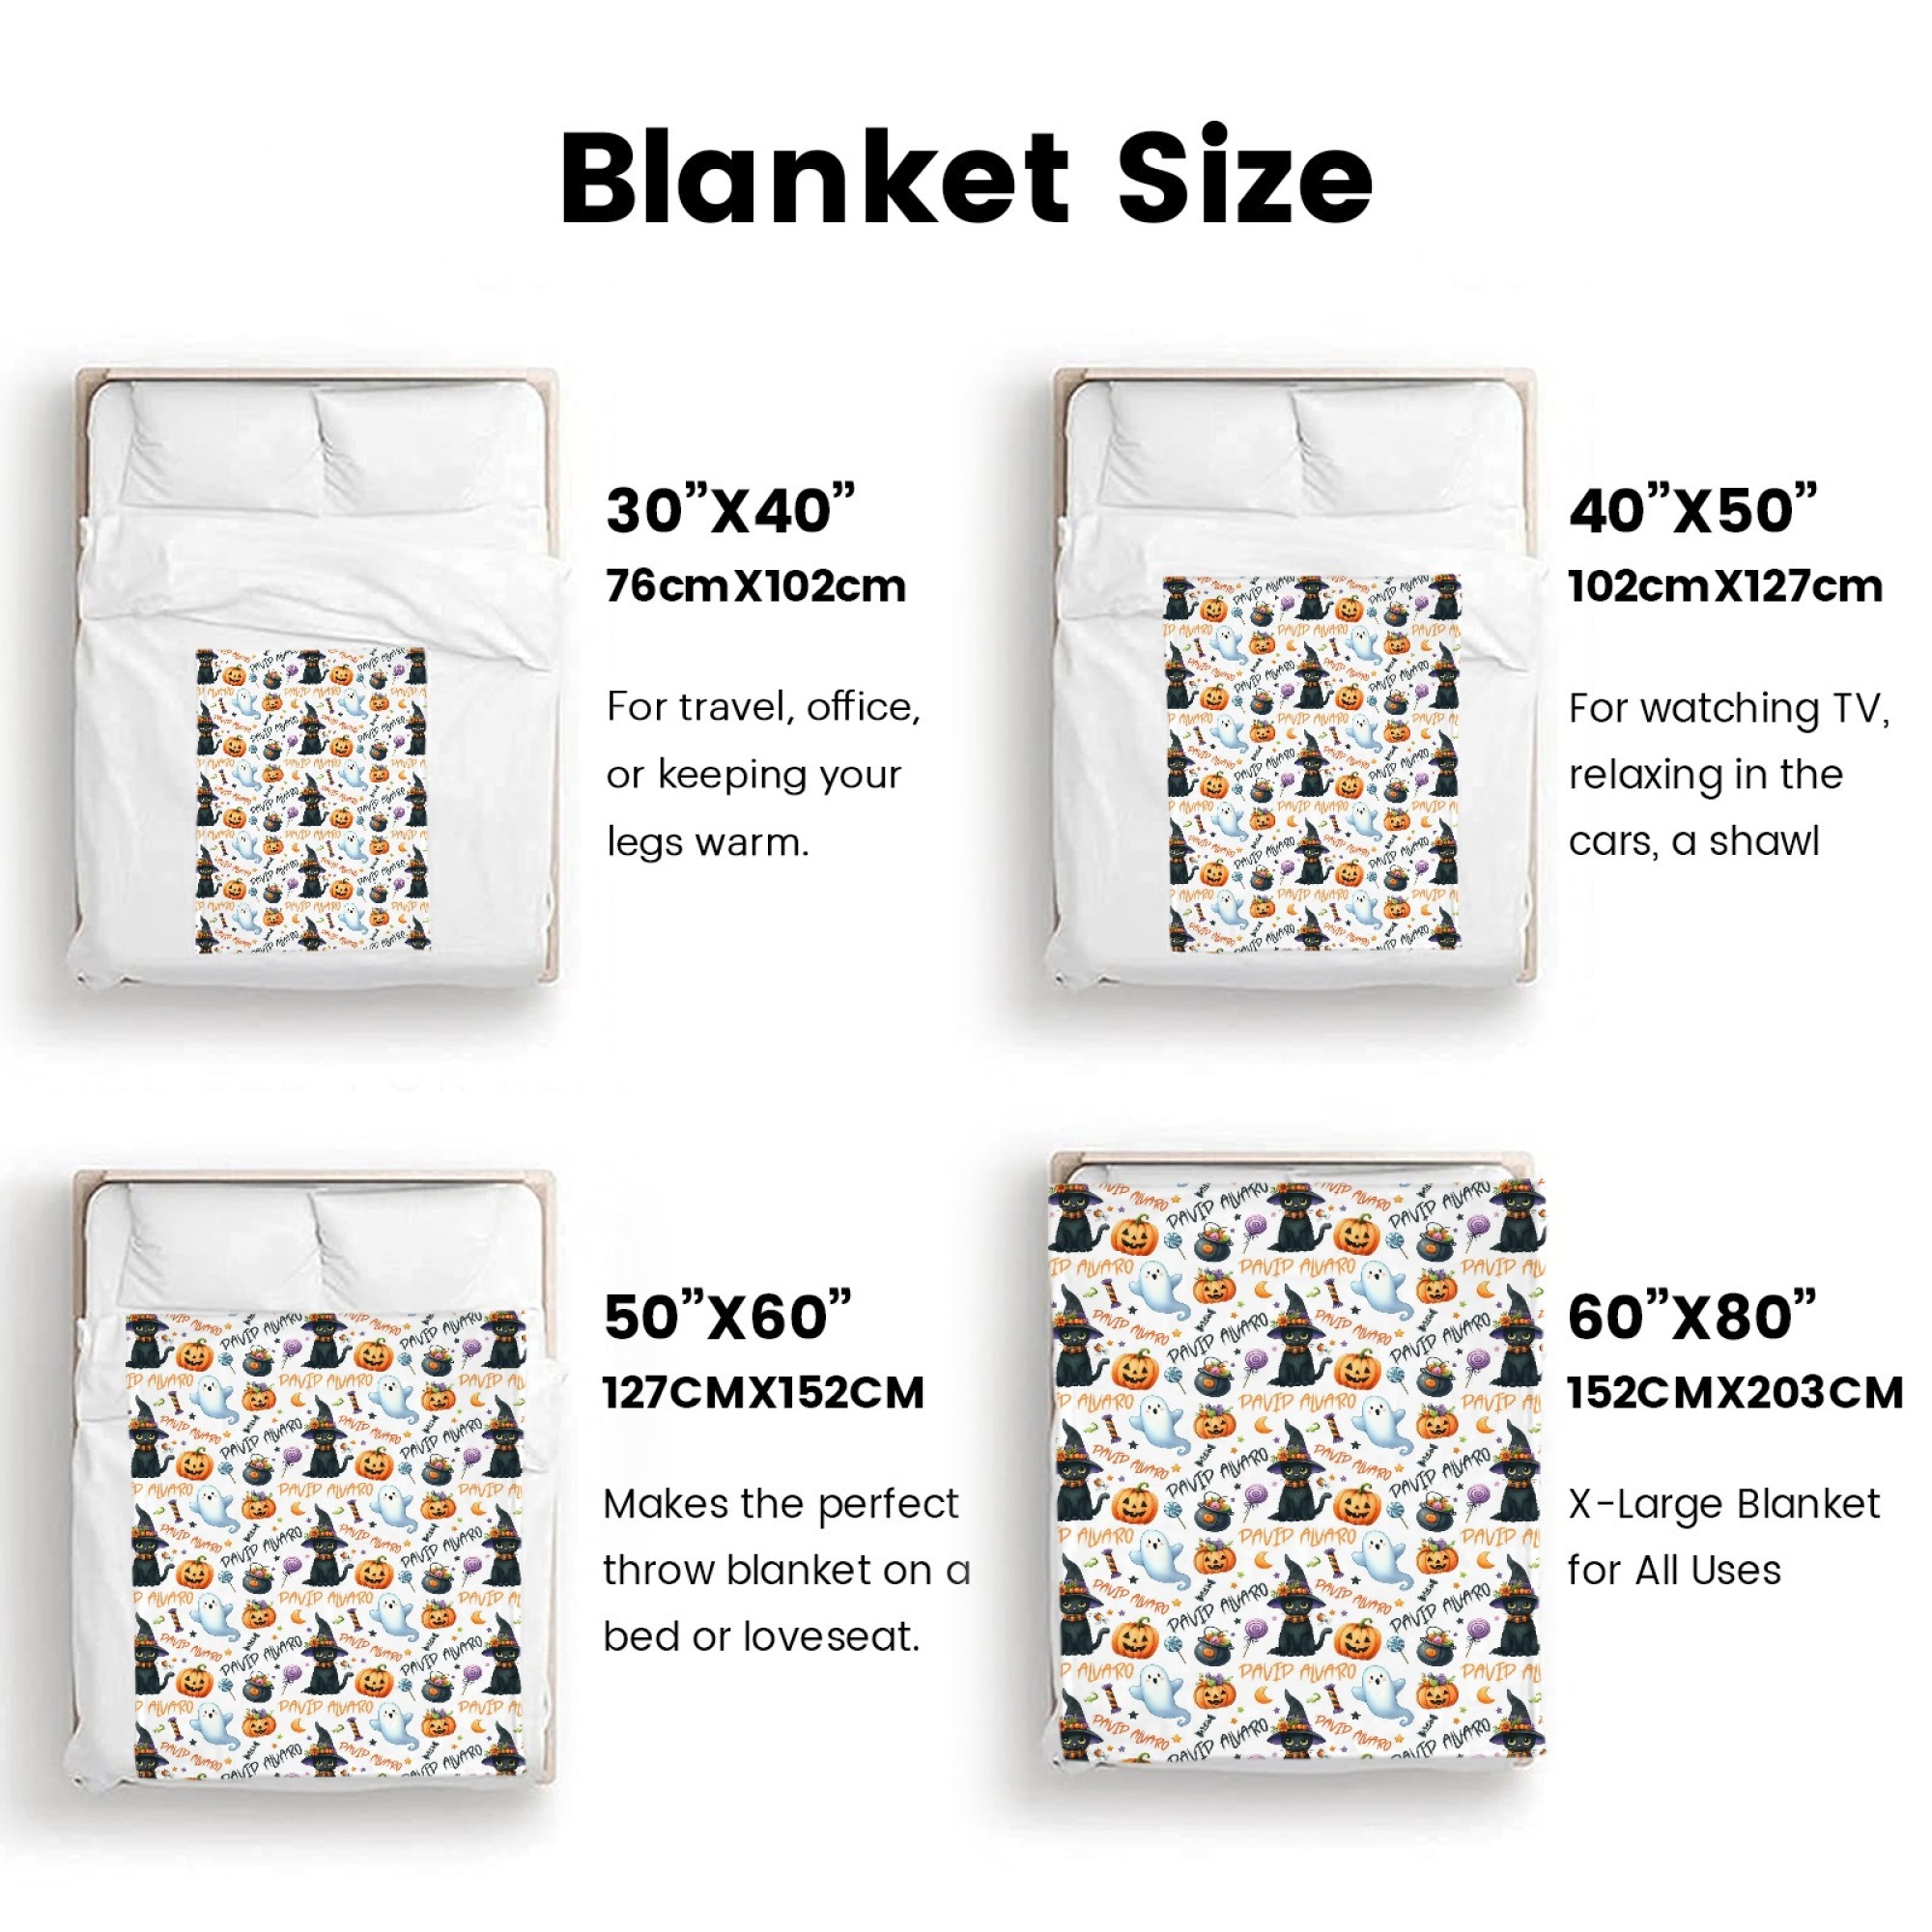 Blanket Size
30”X40”
76cmX102cm
For travel, office,
or keeping your
legs warm.
40”X50”
102cmX127cm
For watching TV,
relaxing in the
cars, a shawl
50”X60”
127CMX152CM
Makes the perfect
throw blanket on a
bed or loveseat.
60”X80”
152CMX203CM
X-Large Blanket
for All Uses
DAVID ALVARO